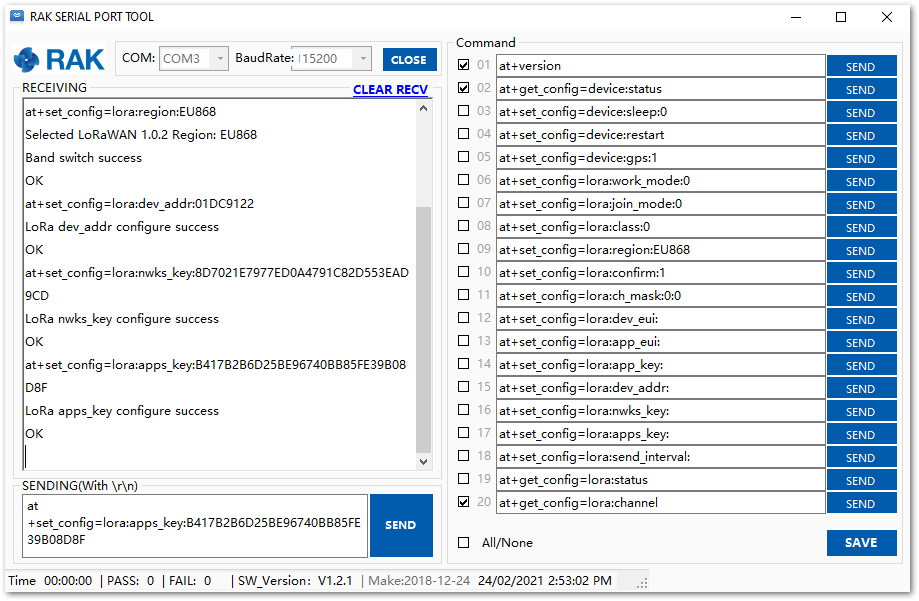 RAK SERIAL PORT TOOL
RAK
COM: COM3 BaudRate: 115200 CLOSE
RECEIVING CLEAR RECV
at+set_config=lora:region:EU868
Selected LoRaWAN 1.0.2 Region: EU868
Band switch success
OK
at+set_config=lora:dev_addr:01DC9122
LoRa dev_addr configure success
OK
at+set_config=lora:nwks_key:8D7021E7977ED0A4791C82D553EAD
9CD
LoRa nwks_key configure success
OK
at+set_config=lora:apps_key:B417B2B6D25BE96740BB85FE39B08
D8F
LoRa apps_key configure success
OK
SENDING(With \r\n)
at
+set_config=lora:apps_key:B417B2B6D25BE96740BB85FE
39B08D8F
SEND
Command
01 at+version SEND
02 at+get_config=device:status SEND
03 at+set_config=device:sleep:0 SEND
04 at+set_config=device:restart SEND
05 at+set_config=device:gps:1 SEND
06 at+set_config=lora:work_mode:0 SEND
07 at+set_config=lora:join_mode:0 SEND
08 at+set_config=lora:class:0 SEND
09 at+set_config=lora:region:EU868 SEND
10 at+set_config=lora:confirm:1 SEND
11 at+set_config=lora:ch_mask:0:0 SEND
12 at+set_config=lora:dev_eui: SEND
13 at+set_config=lora:app_eui: SEND
14 at+set_config=lora:app_key: SEND
15 at+set_config=lora:dev_addr: SEND
16 at+set_config=lora:nwks_key: SEND
17 at+set_config=lora:apps_key: SEND
18 at+set_config=lora:send_interval: SEND
19 at+get_config=lora:status SEND
20 at+get_config=lora:channel SEND
All/None SAVE
Time 00:00:00 | PASS: 0 | FAIL: 0 | SW_Version: V1.2.1 | Make:2018-12-24 24/02/2021 2:53:02 PM